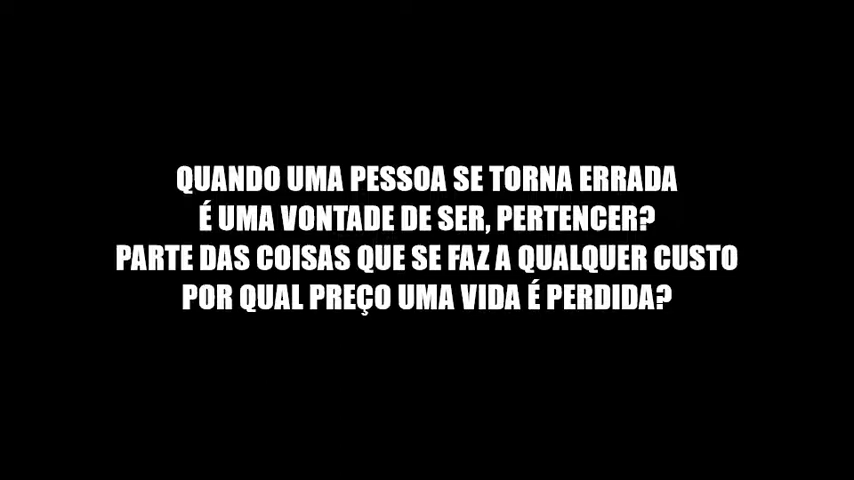 QUANDO UMA PESSOA SE TORNA ERRADA
É UMA VONTADE DE SER, PERTENCER?
PARTE DAS COISAS QUE SE FAZ A QUALQUER CUSTO
POR QUAL PREÇO UMA VIDA É PERDIDA?